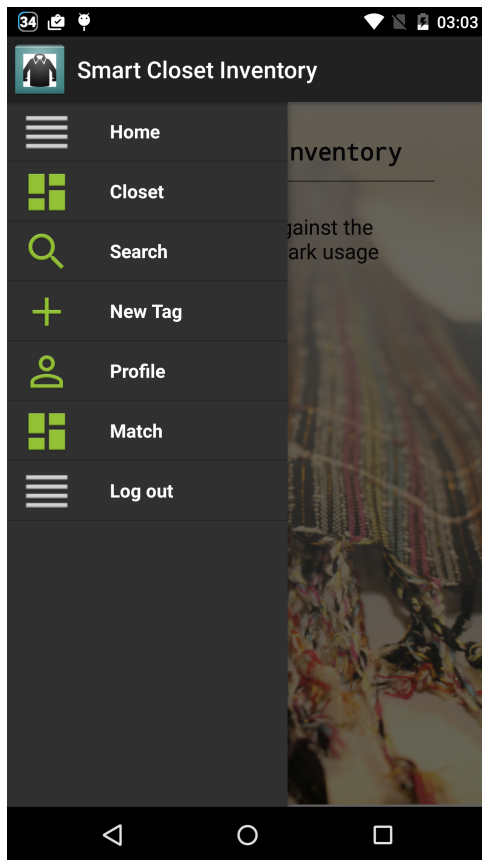 34
03:03
Smart Closet Inventory
Home
nventory
Closet
gainst the
Search
ark usage
New Tag
Profile
Match
Log out